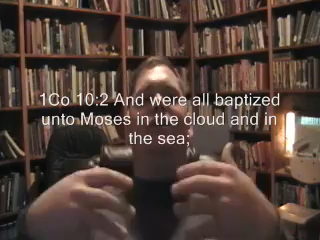 1Co 10:2 And were all baptized
unto Moses in the cloud and in
the sea;